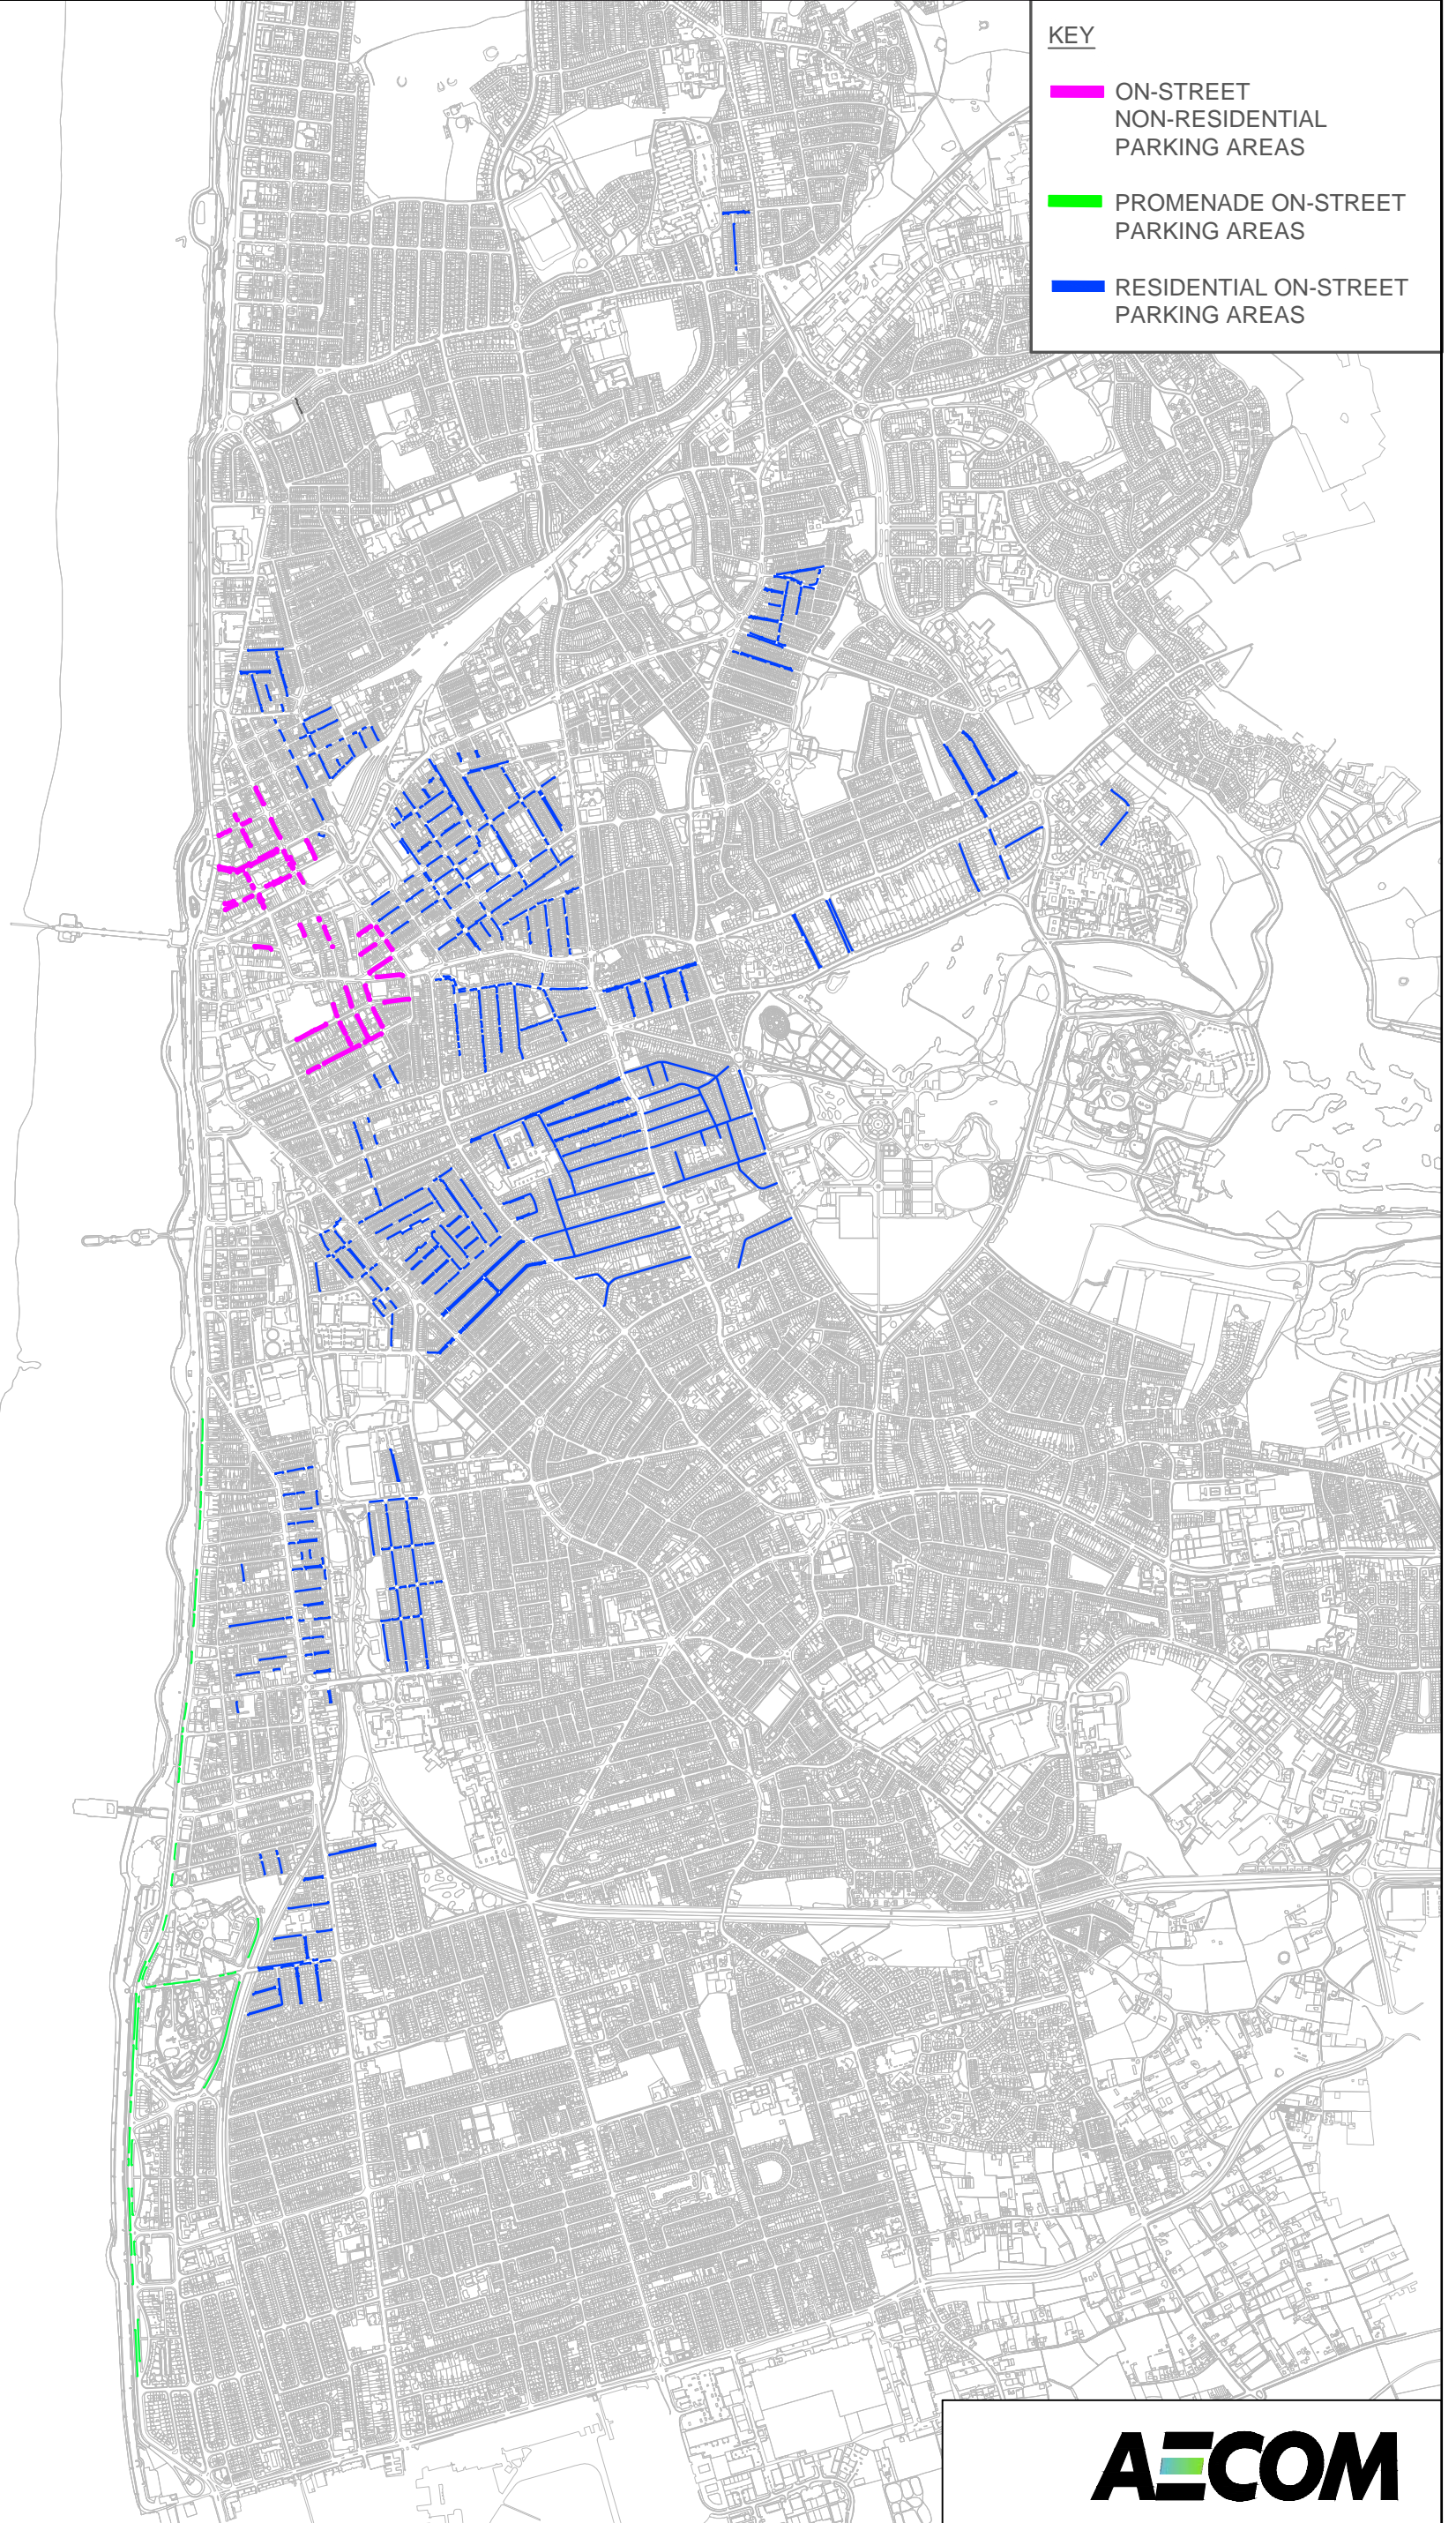 KEY
ON-STREET
NON-RESIDENTIAL
PARKING AREAS
PROMENADE ON-STREET
PARKING AREAS
RESIDENTIAL ON-STREET
PARKING AREAS
AECOM